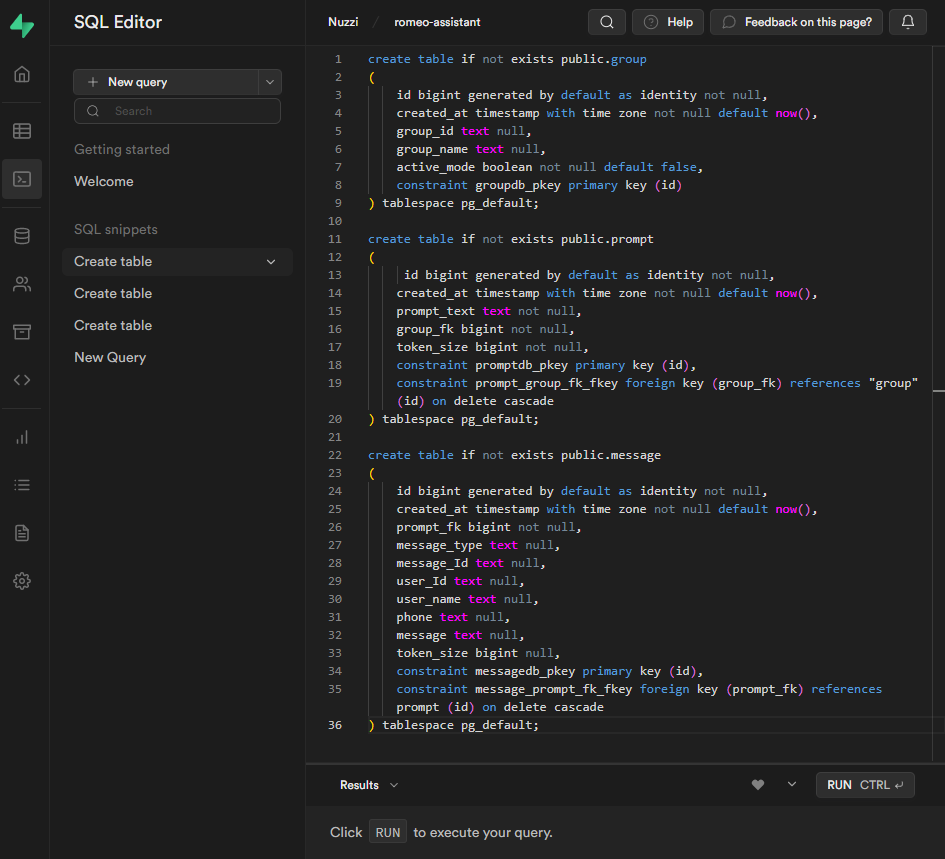 SQL Editor
Nuzzi / romeo-assistant
Help
Feedback on this page?
New query
Search
Getting started
Welcome
SQL snippets
Create table
Create table
Create table
New Query
1 create table if not exists public.group
2 (
3 id bigint generated by default as identity not null,
4 created_at timestamp with time zone not null default now(),
5 group_id text null,
6 group_name text null,
7 active_mode boolean not null default false,
8 constraint groupdb_pkey primary key (id)
9 ) tablespace pg_default;
10
11 create table if not exists public.prompt
12 (
13 id bigint generated by default as identity not null,
14 created_at timestamp with time zone not null default now(),
15 prompt_text text not null,
16 group_fk bigint not null,
17 token_size bigint not null,
18 constraint promptdb_pkey primary key (id),
19 constraint prompt_group_fk_fkey foreign key (group_fk) references "group"
(id) on delete cascade
20 ) tablespace pg_default;
21
22 create table if not exists public.message
23 (
24 id bigint generated by default as identity not null,
25 created_at timestamp with time zone not null default now(),
26 prompt_fk bigint not null,
27 message_type text null,
28 message_Id text null,
29 user_Id text null,
30 user_name text null,
31 phone text null,
32 message text null,
33 token_size bigint null,
34 constraint messagedb_pkey primary key (id),
35 constraint message_prompt_fk_fkey foreign key (prompt_fk) references
prompt (id) on delete cascade
36 ) tablespace pg_default;
Results
RUN CTRL ↵
Click RUN to execute your query.